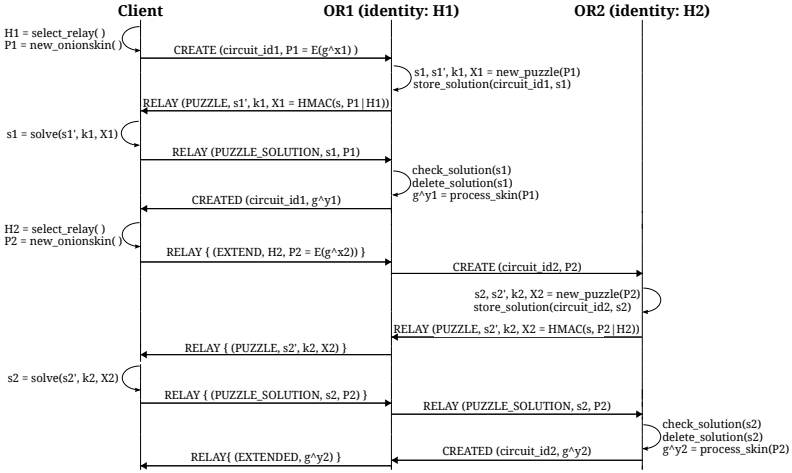 Client OR1 (identity: H1) OR2 (identity: H2)
H1 = select_relay( )
P1 = new_onionskin( )
CREATE (circuit_id1, P1 = E(g^x1) )
s1, s1', k1, X1 = new_puzzle(P1)
store_solution(circuit_id1, s1)
RELAY (PUZZLE, s1', k1, X1 = HMAC(s, P1|H1))
s1 = solve(s1', k1, X1)
RELAY (PUZZLE_SOLUTION, s1, P1)
check_solution(s1)
delete_solution(s1)
g^y1 = process_skin(P1)
CREATED (circuit_id1, g^y1)
H2 = select_relay( )
P2 = new_onionskin( )
RELAY { (EXTEND, H2, P2 = E(g^x2)) }
CREATE (circuit_id2, P2)
s2, s2', k2, X2 = new_puzzle(P2)
store_solution(circuit_id2, s2)
RELAY (PUZZLE, s2', k2, X2 = HMAC(s, P2|H2))
RELAY { (PUZZLE, s2', k2, X2) }
s2 = solve(s2', k2, X2)
RELAY { (PUZZLE_SOLUTION, s2, P2) }
RELAY (PUZZLE_SOLUTION, s2, P2)
check_solution(s2)
delete_solution(s2)
g^y2 = process_skin(P2)
CREATED (circuit_id2, g^y2)
RELAY{ (EXTENDED, g^y2) }